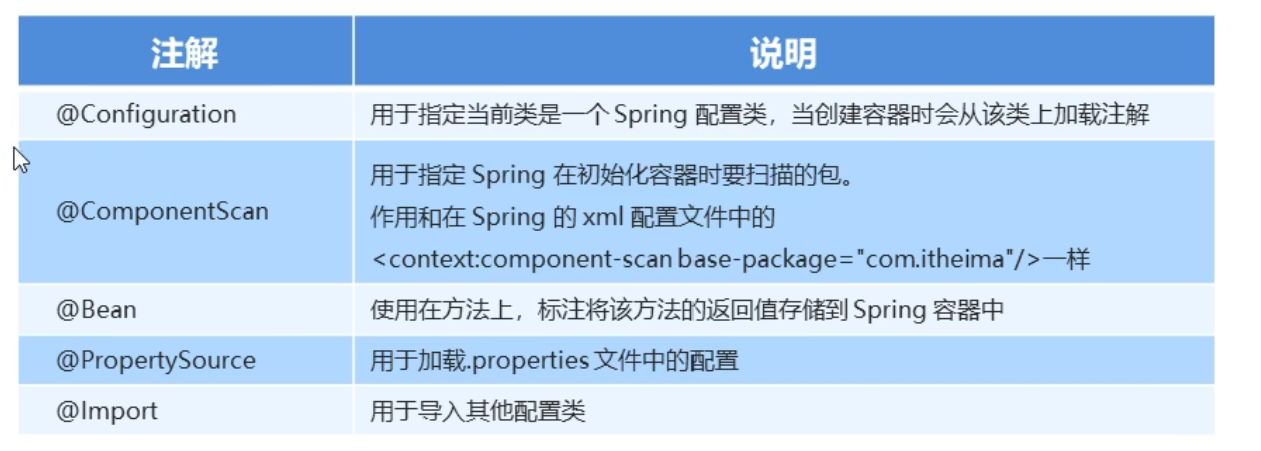 注解 说明
@Configuration 用于指定当前类是一个 Spring 配置类，当创建容器时会从该类上加载注解
@ComponentScan 用于指定 Spring 在初始化容器时要扫描的包。
作用和在 Spring 的 xml 配置文件中的
<context:component-scan base-package="com.itheima"/>一样
@Bean 使用在方法上，标注将该方法的返回值存储到 Spring 容器中
@PropertySource 用于加载.properties 文件中的配置
@Import 用于导入其他配置类